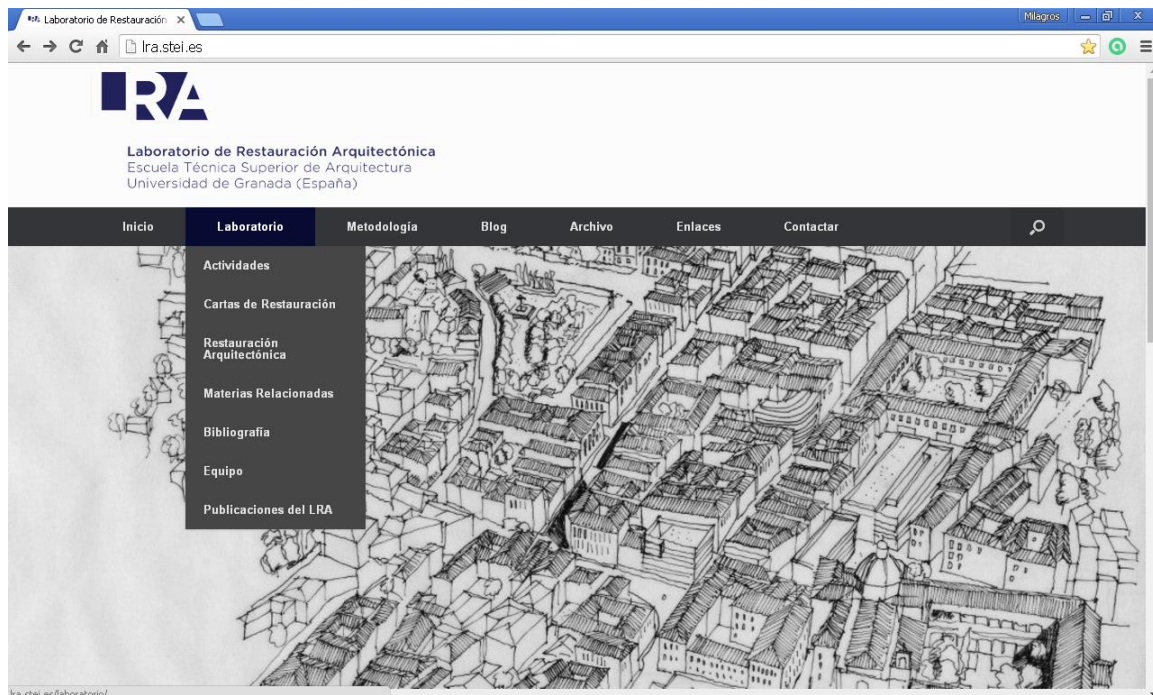 Laboratorio de Restauración
Milagros
lra.stei.es
LRA
Laboratorio de Restauración Arquitectónica
Escuela Técnica Superior de Arquitectura
Universidad de Granada (España)
Inicio Laboratorio Metodología Blog Archivo Enlaces Contactar
Actividades
Cartas de Restauración
Restauración
Arquitectónica
Materias Relacionadas
Bibliografía
Equipo
Publicaciones del LRA
lra.stei.es/laboratorio/